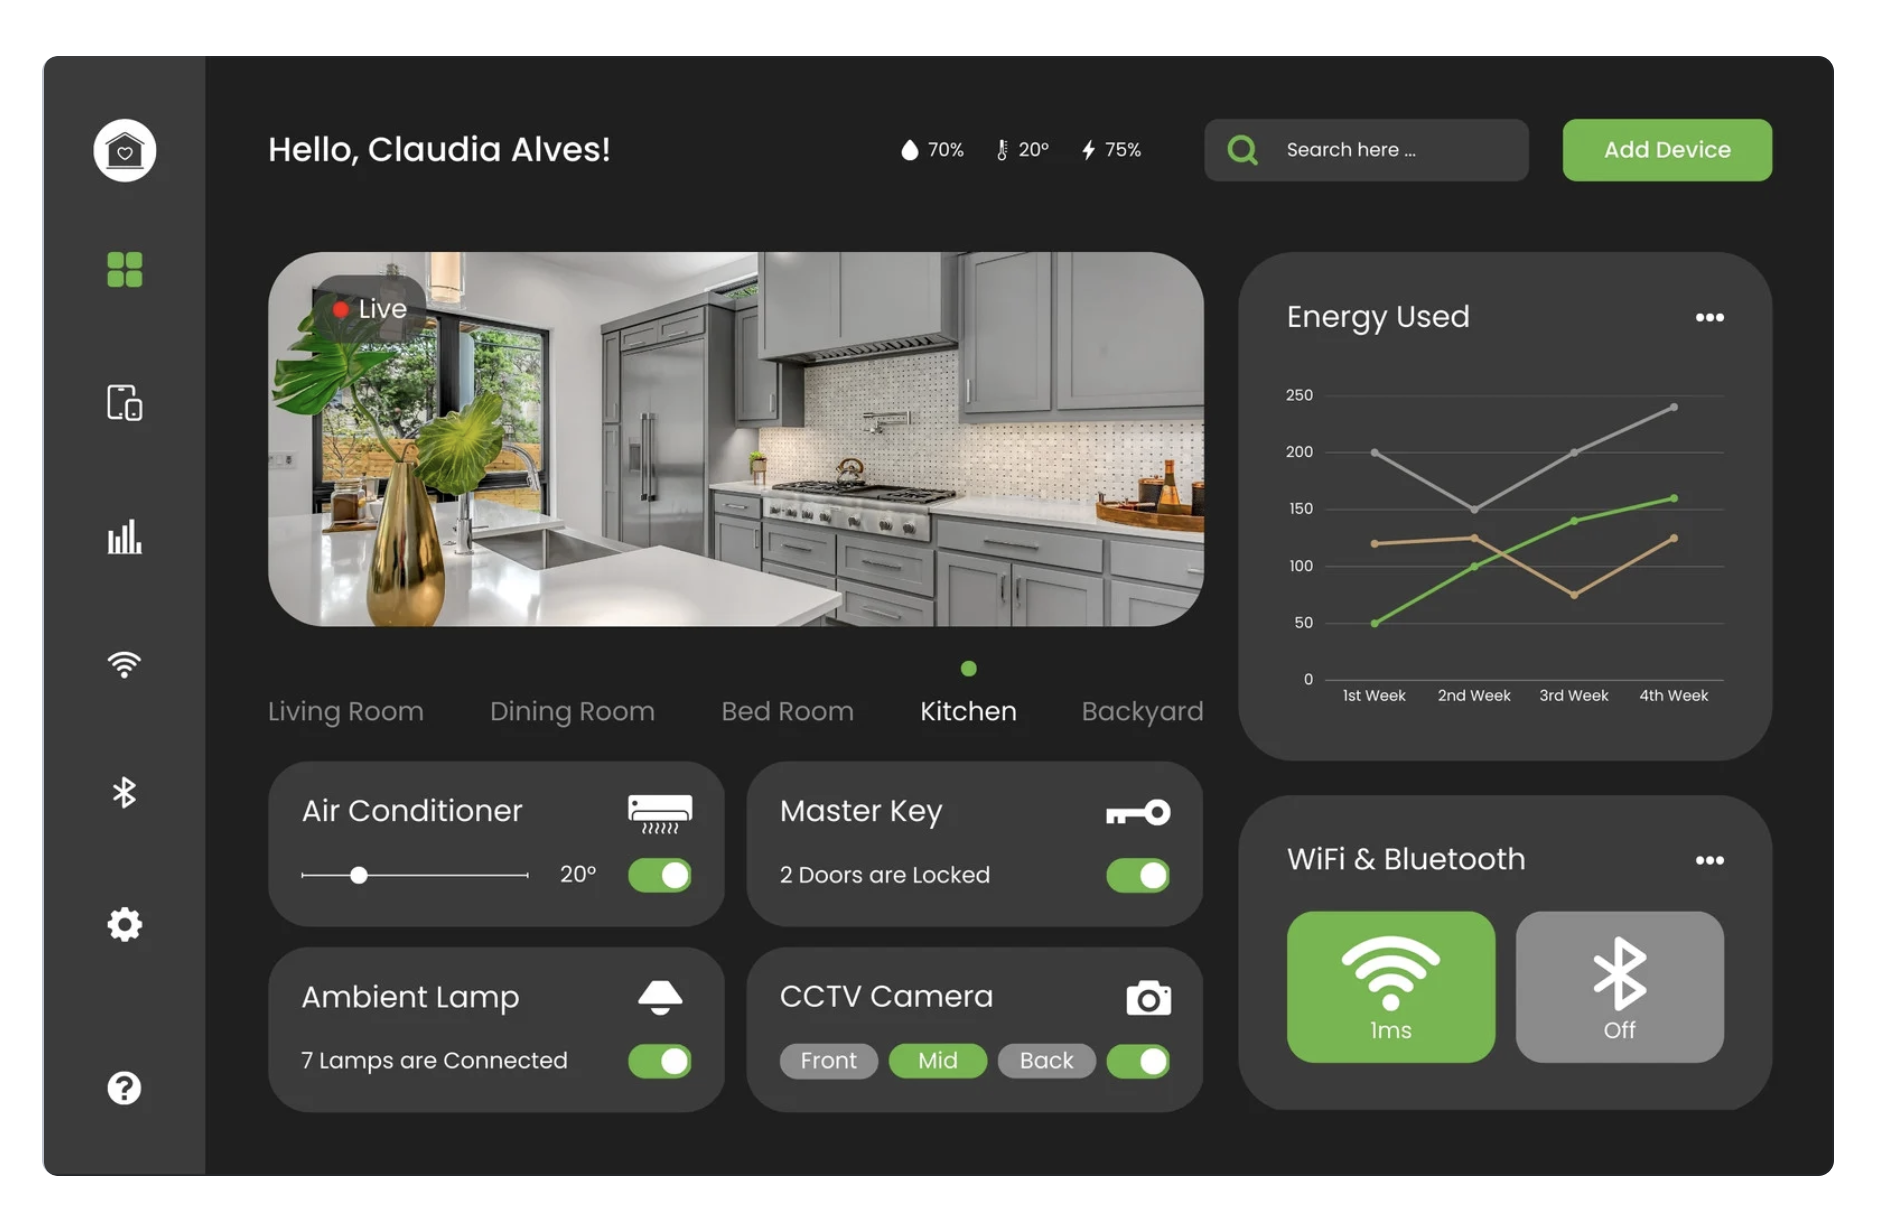 Hello, Claudia Alves!
70% 20° 75%
Search here ...
Add Device
Live
Living Room
Dining Room
Bed Room
Kitchen
Backyard
Air Conditioner
20°
Master Key
2 Doors are Locked
Ambient Lamp
7 Lamps are Connected
CCTV Camera
Front Mid Back
Energy Used
250
200
150
100
50
0
1st Week 2nd Week 3rd Week 4th Week
WiFi & Bluetooth
1ms
Off